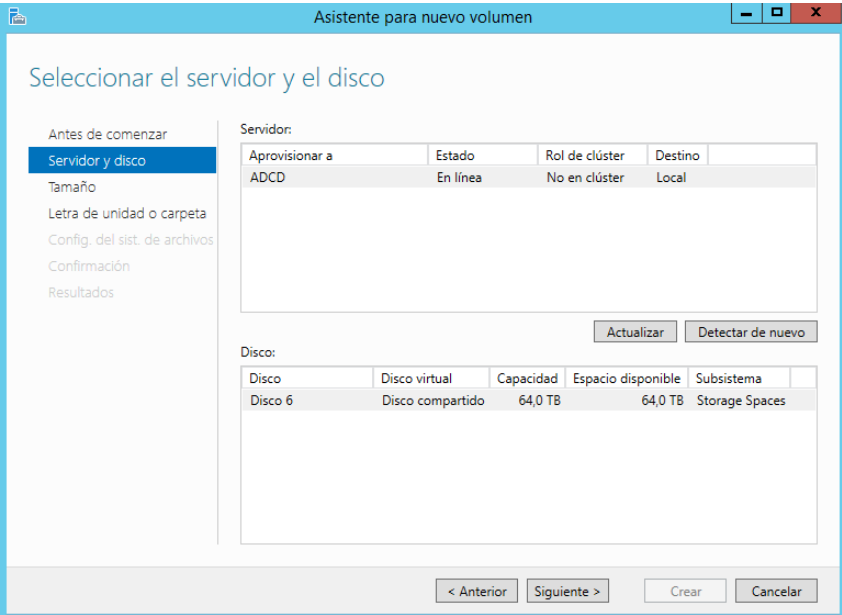 Asistente para nuevo volumen
Seleccionar el servidor y el disco
Antes de comenzar
Servidor y disco
Tamaño
Letra de unidad o carpeta
Config. del sist. de archivos
Confirmación
Resultados
Servidor:
Aprovisionar a Estado Rol de clúster Destino
ADCD En línea No en clúster Local
Actualizar Detectar de nuevo
Disco:
Disco Disco virtual Capacidad Espacio disponible Subsistema
Disco 6 Disco compartido 64,0 TB 64,0 TB Storage Spaces
< Anterior Siguiente > Crear Cancelar